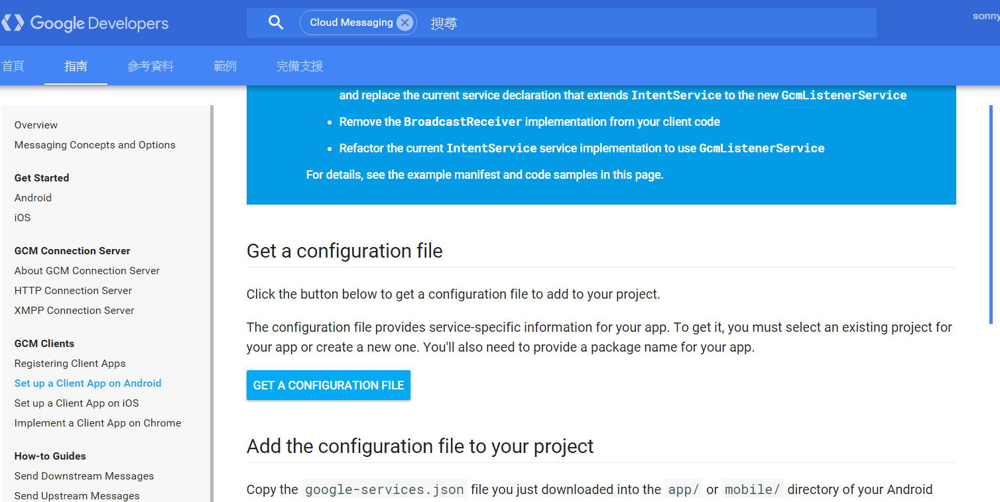 Google Developers
Cloud Messaging
搜尋
sonny
首頁
指南
參考資料
範例
完備支援
and replace the current service declaration that extends IntentService to the new GcmListenerService
Remove the BroadcastReceiver implementation from your client code
Refactor the current IntentService service implementation to use GcmListenerService
For details, see the example manifest and code samples in this page.
Overview
Messaging Concepts and Options
Get Started
Android
iOS
GCM Connection Server
About GCM Connection Server
HTTP Connection Server
XMPP Connection Server
GCM Clients
Registering Client Apps
Set up a Client App on Android
Set up a Client App on iOS
Implement a Client App on Chrome
How-to Guides
Send Downstream Messages
Send Upstream Messages
Get a configuration file
Click the button below to get a configuration file to add to your project.
The configuration file provides service-specific information for your app. To get it, you must select an existing project for
your app or create a new one. You'll also need to provide a package name for your app.
GET A CONFIGURATION FILE
Add the configuration file to your project
Copy the google-services.json file you just downloaded into the app/ or mobile/ directory of your Android